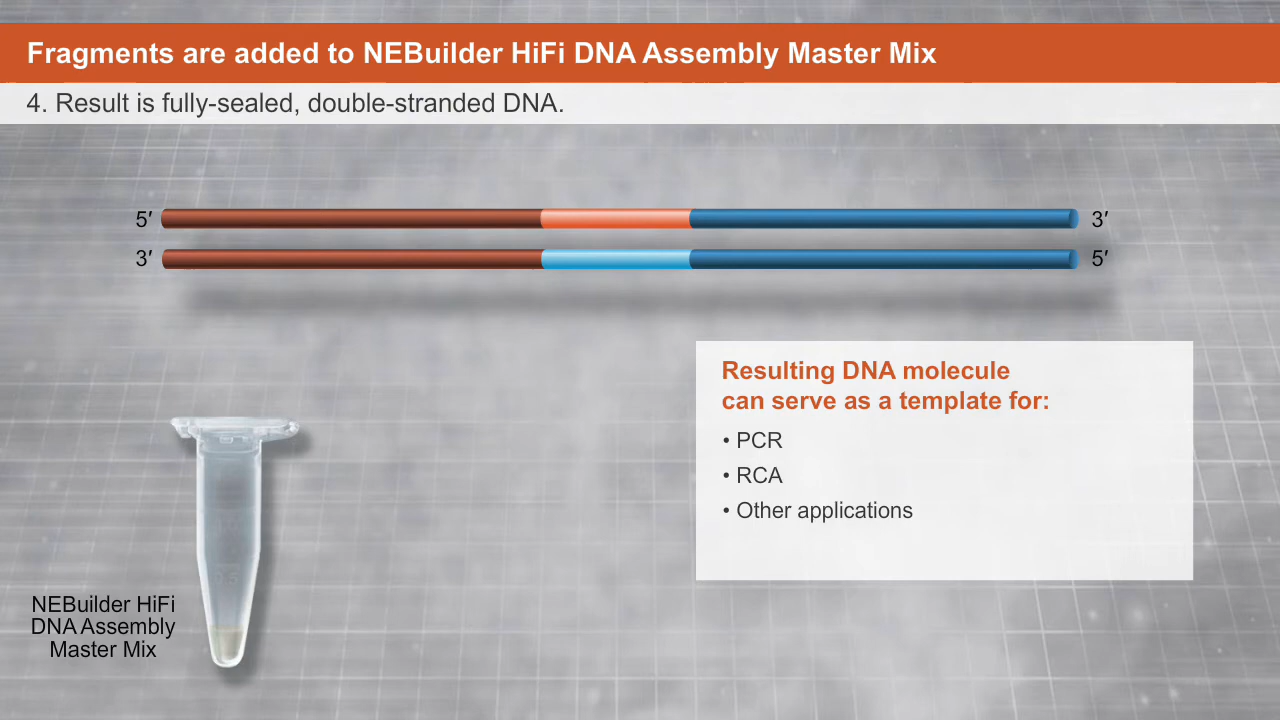 Fragments are added to NEBuilder HiFi DNA Assembly Master Mix
4. Result is fully-sealed, double-stranded DNA.
5′
3′
3′
5′
Resulting DNA molecule
can serve as a template for:
• PCR
• RCA
• Other applications
0.5
NEBuilder HiFi
DNA Assembly
Master Mix